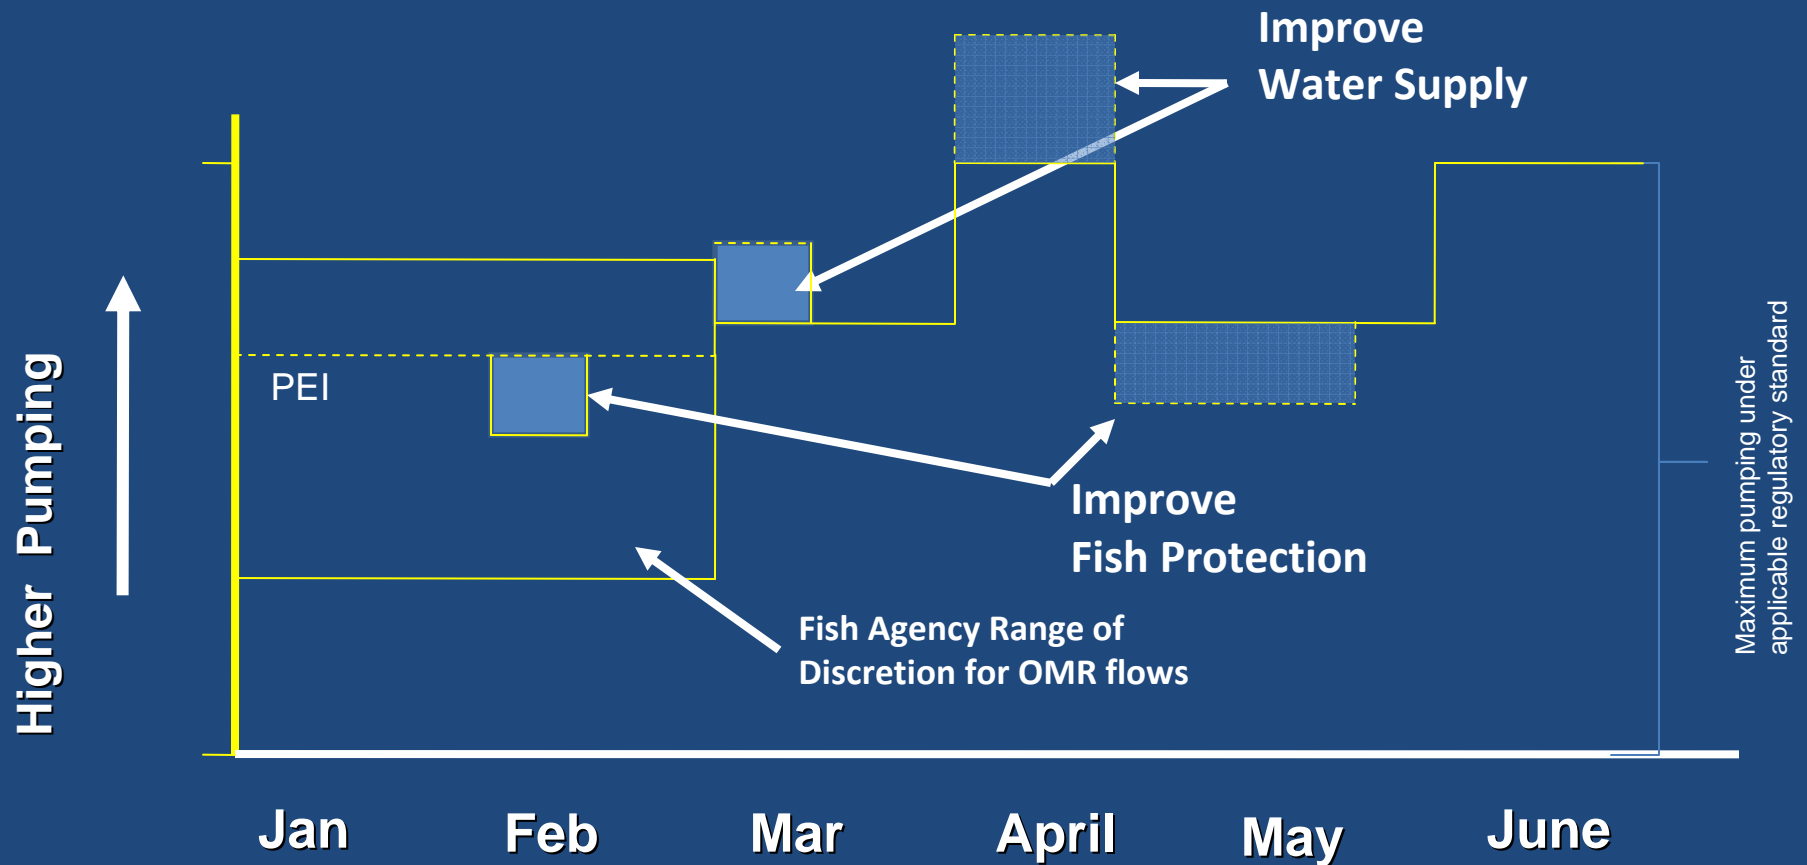 Improve
Water Supply
Higher Pumping
PEI
Improve
Fish Protection
Fish Agency Range of
Discretion for OMR flows
Maximum pumping under
applicable regulatory standard
Jan
Feb
Mar
April
May
June